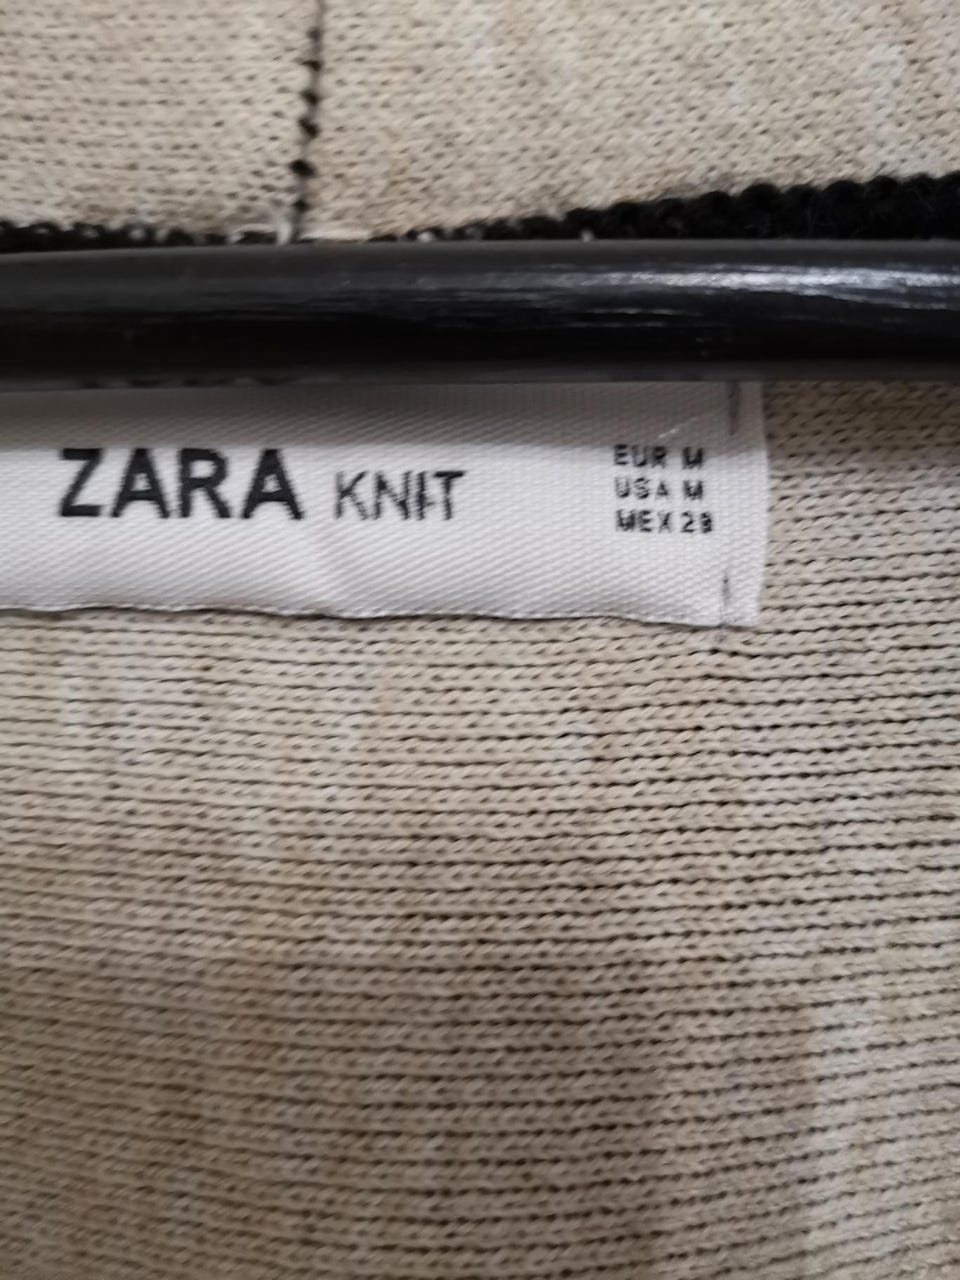 ZARA KNIT
EUR M
USA M
MEX 28